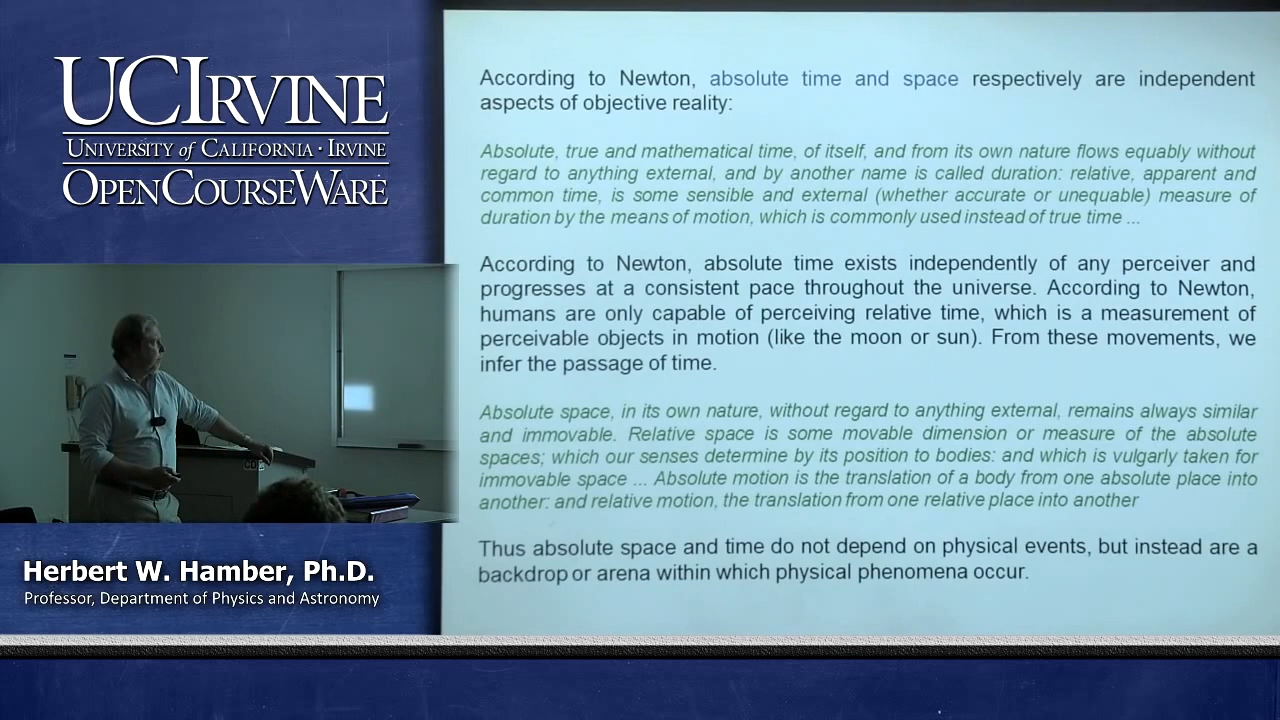 UCIRVINE
UNIVERSITY of CALIFORNIA · IRVINE
OPENCOURSEWARE
Herbert W. Hamber, Ph.D.
Professor, Department of Physics and Astronomy
According to Newton, absolute time and space respectively are independent
aspects of objective reality:
Absolute, true and mathematical time, of itself, and from its own nature flows equably without
regard to anything external, and by another name is called duration: relative, apparent and
common time, is some sensible and external (whether accurate or unequable) measure of
duration by the means of motion, which is commonly used instead of true time ...
According to Newton, absolute time exists independently of any perceiver and
progresses at a consistent pace throughout the universe. According to Newton,
humans are only capable of perceiving relative time, which is a measurement of
perceivable objects in motion (like the moon or sun). From these movements, we
infer the passage of time.
Absolute space, in its own nature, without regard to anything external, remains always similar
and immovable. Relative space is some movable dimension or measure of the absolute
spaces; which our senses determine by its position to bodies: and which is vulgarly taken for
immovable space ... Absolute motion is the translation of a body from one absolute place into
another: and relative motion, the translation from one relative place into another
Thus absolute space and time do not depend on physical events, but instead are a
backdrop or arena within which physical phenomena occur.